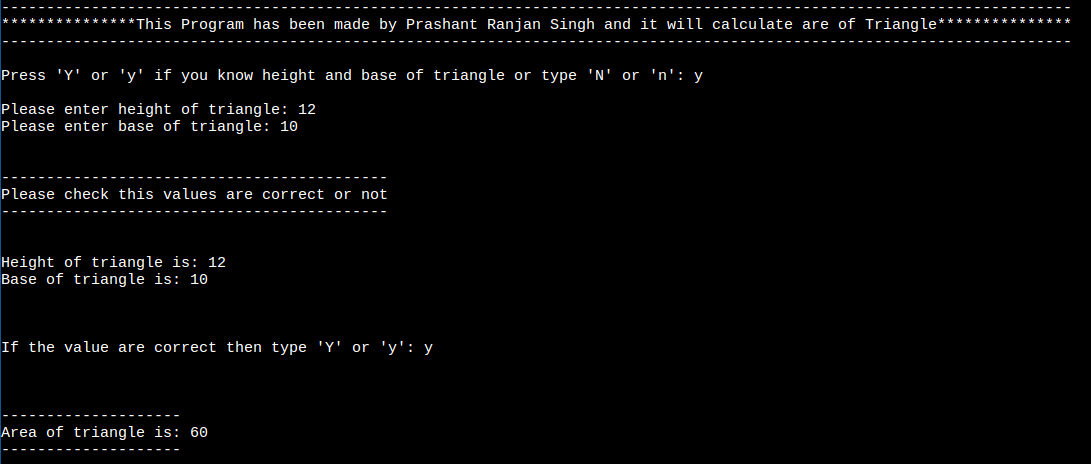 -----------------------------------------------------------------------------------------------------------------------
***************This Program has been made by Prashant Ranjan Singh and it will calculate are of Triangle***************
-----------------------------------------------------------------------------------------------------------------------
Press 'Y' or 'y' if you know height and base of triangle or type 'N' or 'n': y
Please enter height of triangle: 12
Please enter base of triangle: 10
-------------------------------------------
Please check this values are correct or not
-------------------------------------------
Height of triangle is: 12
Base of triangle is: 10
If the value are correct then type 'Y' or 'y': y
--------------------
Area of triangle is: 60
--------------------